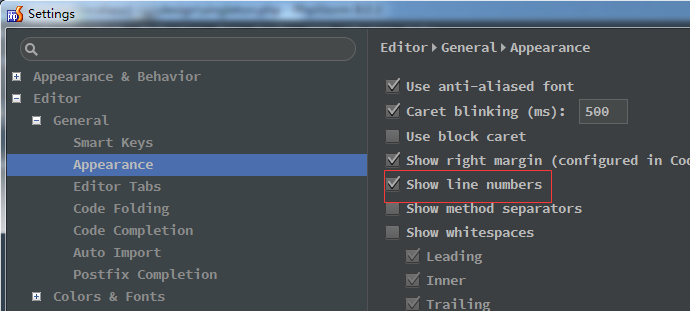 Settings
Appearance & Behavior
Editor
General
Smart Keys
Appearance
Editor Tabs
Code Folding
Code Completion
Auto Import
Postfix Completion
Colors & Fonts
Editor General Appearance
Use anti-aliased font
Caret blinking (ms): 500
Use block caret
Show right margin (configured in Co
Show line numbers
Show method separators
Show whitespaces
Leading
Inner
Trailing